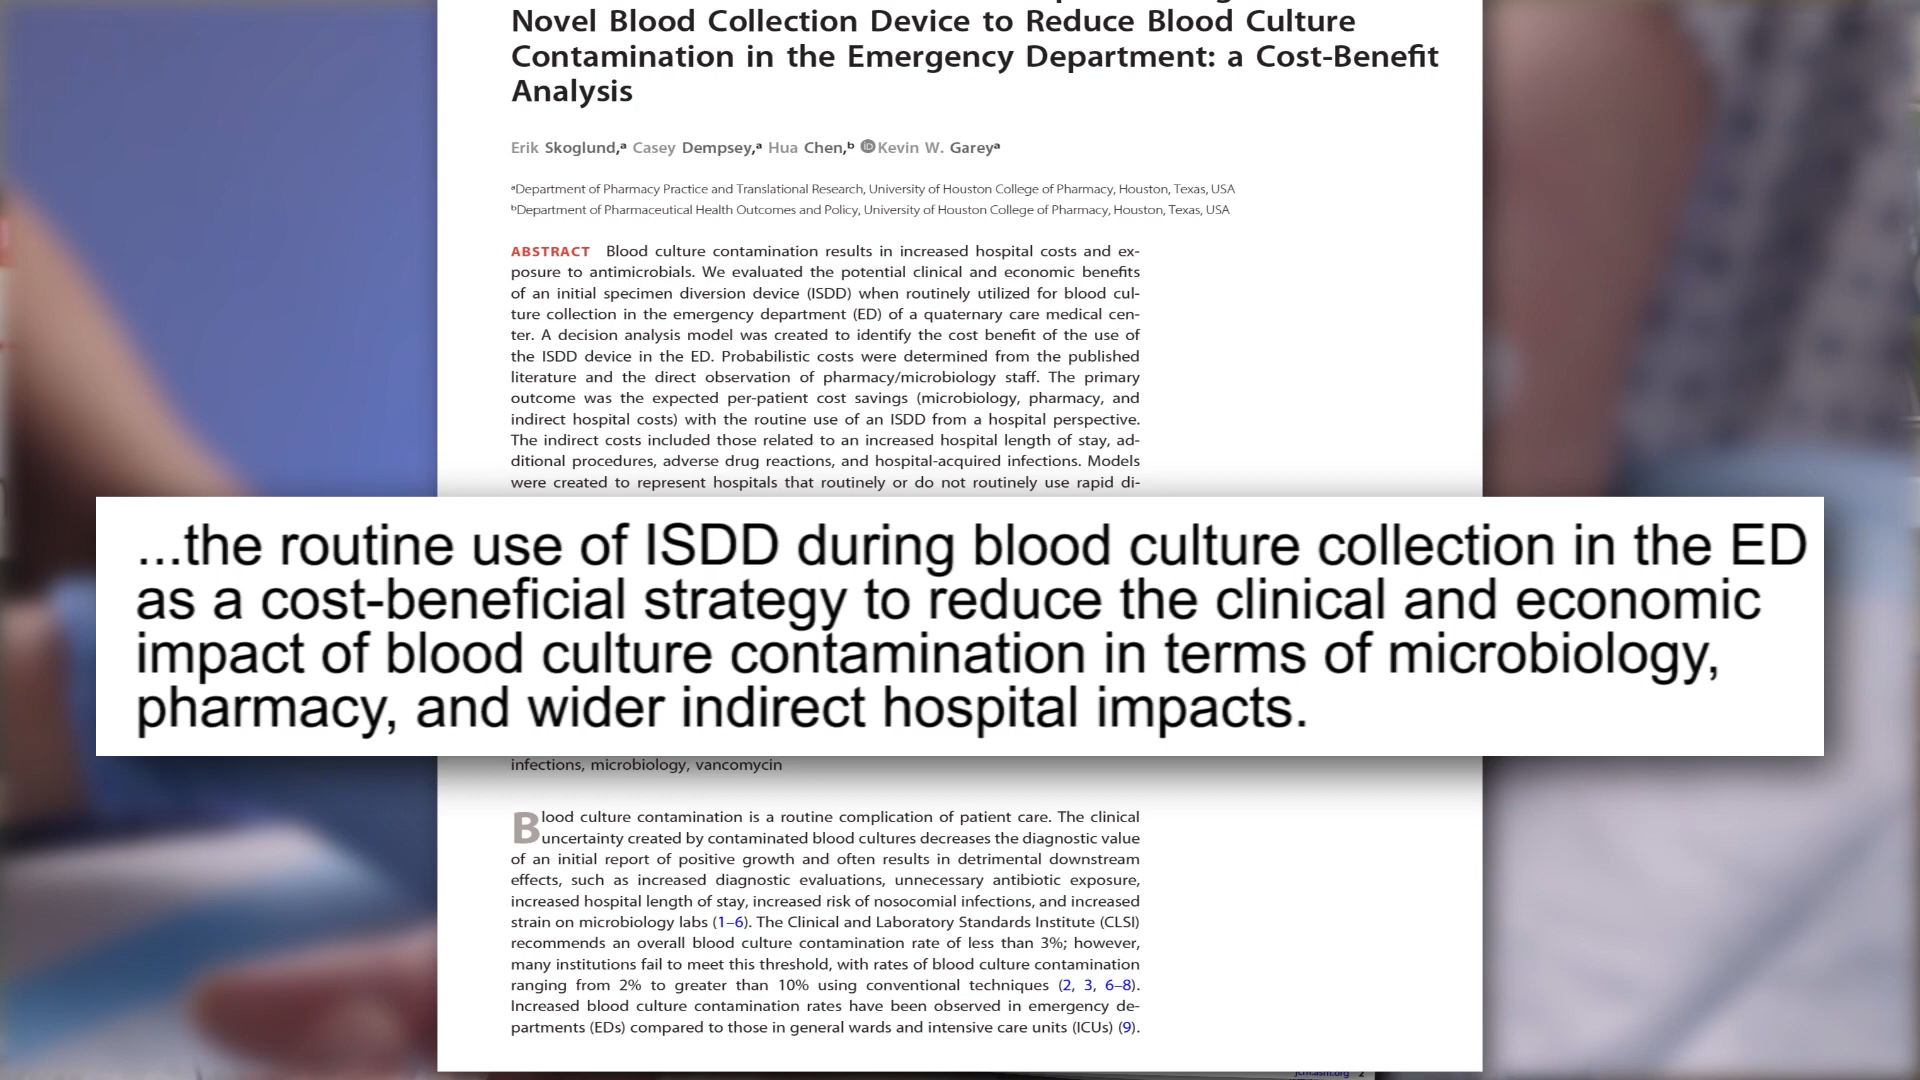 Novel Blood Collection Device to Reduce Blood Culture
Contamination in the Emergency Department: a Cost-Benefit
Analysis
Erik Skoglund,ᵃ Casey Dempsey,ᵃ Hua Chen,ᵇ iD Kevin W. Gareyᵃ
ᵃDepartment of Pharmacy Practice and Translational Research, University of Houston College of Pharmacy, Houston, Texas, USA
ᵇDepartment of Pharmaceutical Health Outcomes and Policy, University of Houston College of Pharmacy, Houston, Texas, USA
ABSTRACT Blood culture contamination results in increased hospital costs and ex-
posure to antimicrobials. We evaluated the potential clinical and economic benefits
of an initial specimen diversion device (ISDD) when routinely utilized for blood cul-
ture collection in the emergency department (ED) of a quaternary care medical cen-
ter. A decision analysis model was created to identify the cost benefit of the use of
the ISDD device in the ED. Probabilistic costs were determined from the published
literature and the direct observation of pharmacy/microbiology staff. The primary
outcome was the expected per-patient cost savings (microbiology, pharmacy, and
indirect hospital costs) with the routine use of an ISDD from a hospital perspective.
The indirect costs included those related to an increased hospital length of stay, ad-
ditional procedures, adverse drug reactions, and hospital-acquired infections. Models
were created to represent hospitals that routinely or do not routinely use rapid di-
...the routine use of ISDD during blood culture collection in the ED
as a cost-beneficial strategy to reduce the clinical and economic
impact of blood culture contamination in terms of microbiology,
pharmacy, and wider indirect hospital impacts.
infections, microbiology, vancomycin
Blood culture contamination is a routine complication of patient care. The clinical
uncertainty created by contaminated blood cultures decreases the diagnostic value
of an initial report of positive growth and often results in detrimental downstream
effects, such as increased diagnostic evaluations, unnecessary antibiotic exposure,
increased hospital length of stay, increased risk of nosocomial infections, and increased
strain on microbiology labs (1–6). The Clinical and Laboratory Standards Institute (CLSI)
recommends an overall blood culture contamination rate of less than 3%; however,
many institutions fail to meet this threshold, with rates of blood culture contamination
ranging from 2% to greater than 10% using conventional techniques (2, 3, 6–8).
Increased blood culture contamination rates have been observed in emergency de-
partments (EDs) compared to those in general wards and intensive care units (ICUs) (9).
jcm.asm.org 2